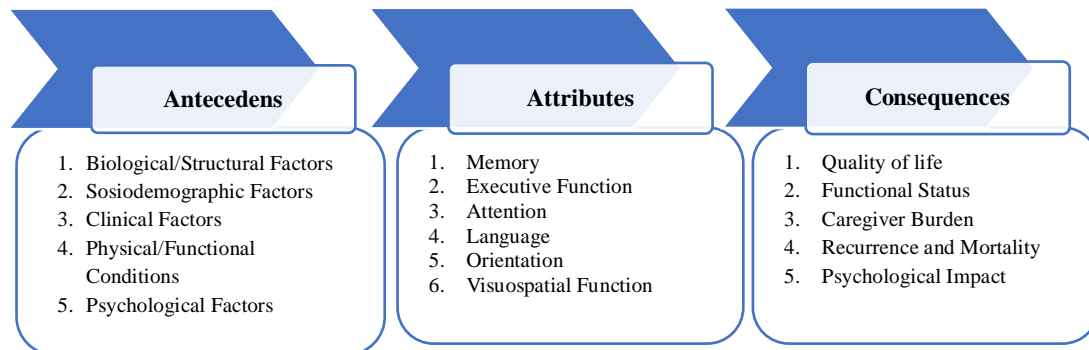 Antecedens
1. Biological/Structural Factors
2. Sosiodemographic Factors
3. Clinical Factors
4. Physical/Functional
Conditions
5. Psychological Factors
Attributes
1. Memory
2. Executive Function
3. Attention
4. Language
5. Orientation
6. Visuospatial Function
Consequences
1. Quality of life
2. Functional Status
3. Caregiver Burden
4. Recurrence and Mortality
5. Psychological Impact